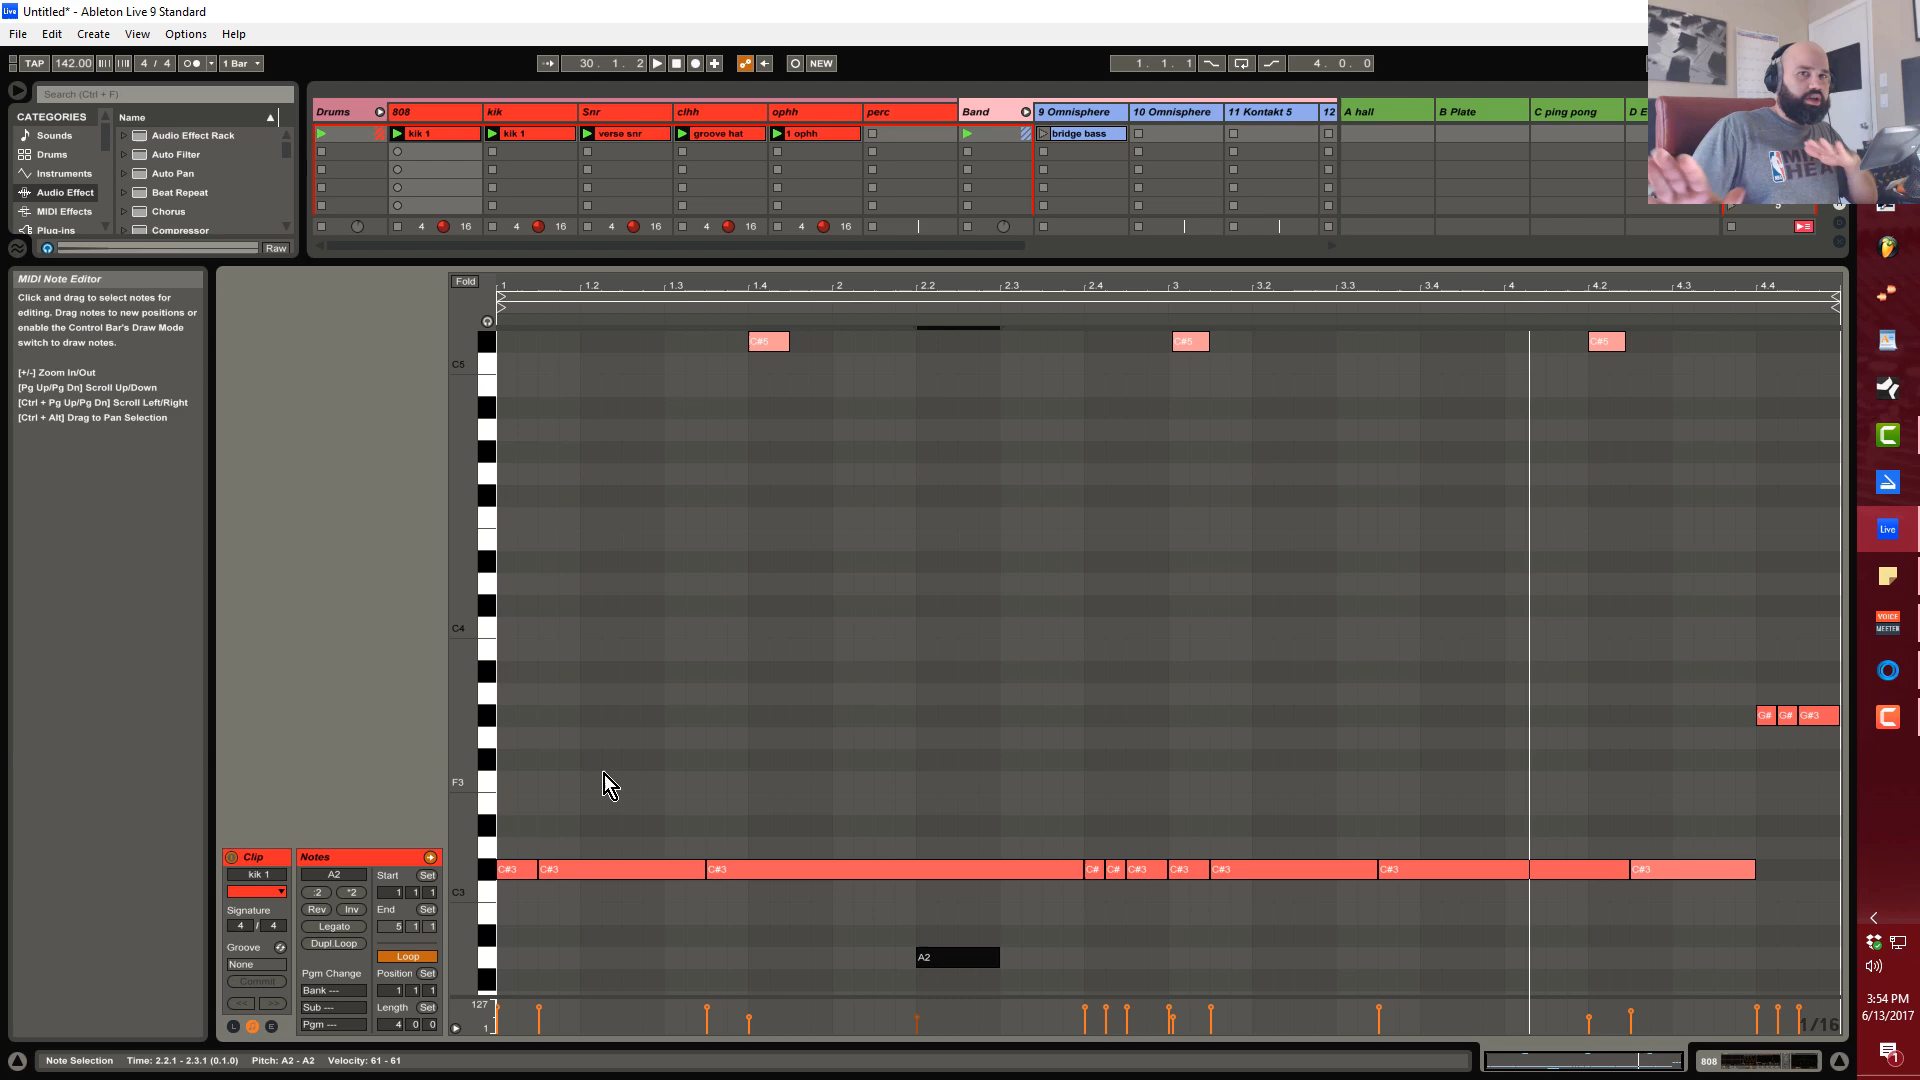 Live Untitled* - Ableton Live 9 Standard
File Edit Create View Options Help
TAP 142.00 4 / 4 1 Bar 30. 1. 2 NEW 1. 1. 1 4. 0. 0
Search (Ctrl + F)
CATEGORIES Name
Sounds Audio Effect Rack
Drums Auto Filter
Instruments Auto Pan
Audio Effect Beat Repeat
MIDI Effects Chorus
Plug-ins Compressor
Raw
Drums 808 kik Snr clhh ophh perc Band 9 Omnisphere 10 Omnisphere 11 Kontakt 5 12 A hall B Plate C ping pong D E
kik 1 kik 1 verse snr groove hat 1 ophh bridge bass
4 16 4 16 4 16 4 16 4 16
MIDI Note Editor
Click and drag to select notes for
editing. Drag notes to new positions or
enable the Control Bar's Draw Mode
switch to draw notes.
[+/-] Zoom In/Out
[Pg Up/Pg Dn] Scroll Up/Down
[Ctrl + Pg Up/Pg Dn] Scroll Left/Right
[Ctrl + Alt] Drag to Pan Selection
Fold
1 1.2 1.3 1.4 2 2.2 2.3 2.4 3 3.2 3.3 3.4 4 4.2 4.3 4.4
C#5 C#5 C#5
C5
C4
G# G# G#3
F3
C#3 C#3 C#3 C# C# C#3 C#3 C#3 C#3 C#3
C3
A2
127
1
1/16
Clip
kik 1
Signature
4 / 4
Groove
None
Commit
<< >>
L E
Notes
A2
:2 *2
Rev Inv
Legato
Dupl.Loop
Pgm Change
Bank ---
Sub ---
Pgm ---
Start Set
1 1 1
End Set
5 1 1
Loop
Position Set
1 1 1
Length Set
4 0 0
Note Selection Time: 2.2.1 - 2.3.1 (0.1.0) Pitch: A2 - A2 Velocity: 61 - 61
808
Live
VOICE
MEETER
3:54 PM
6/13/2017
1